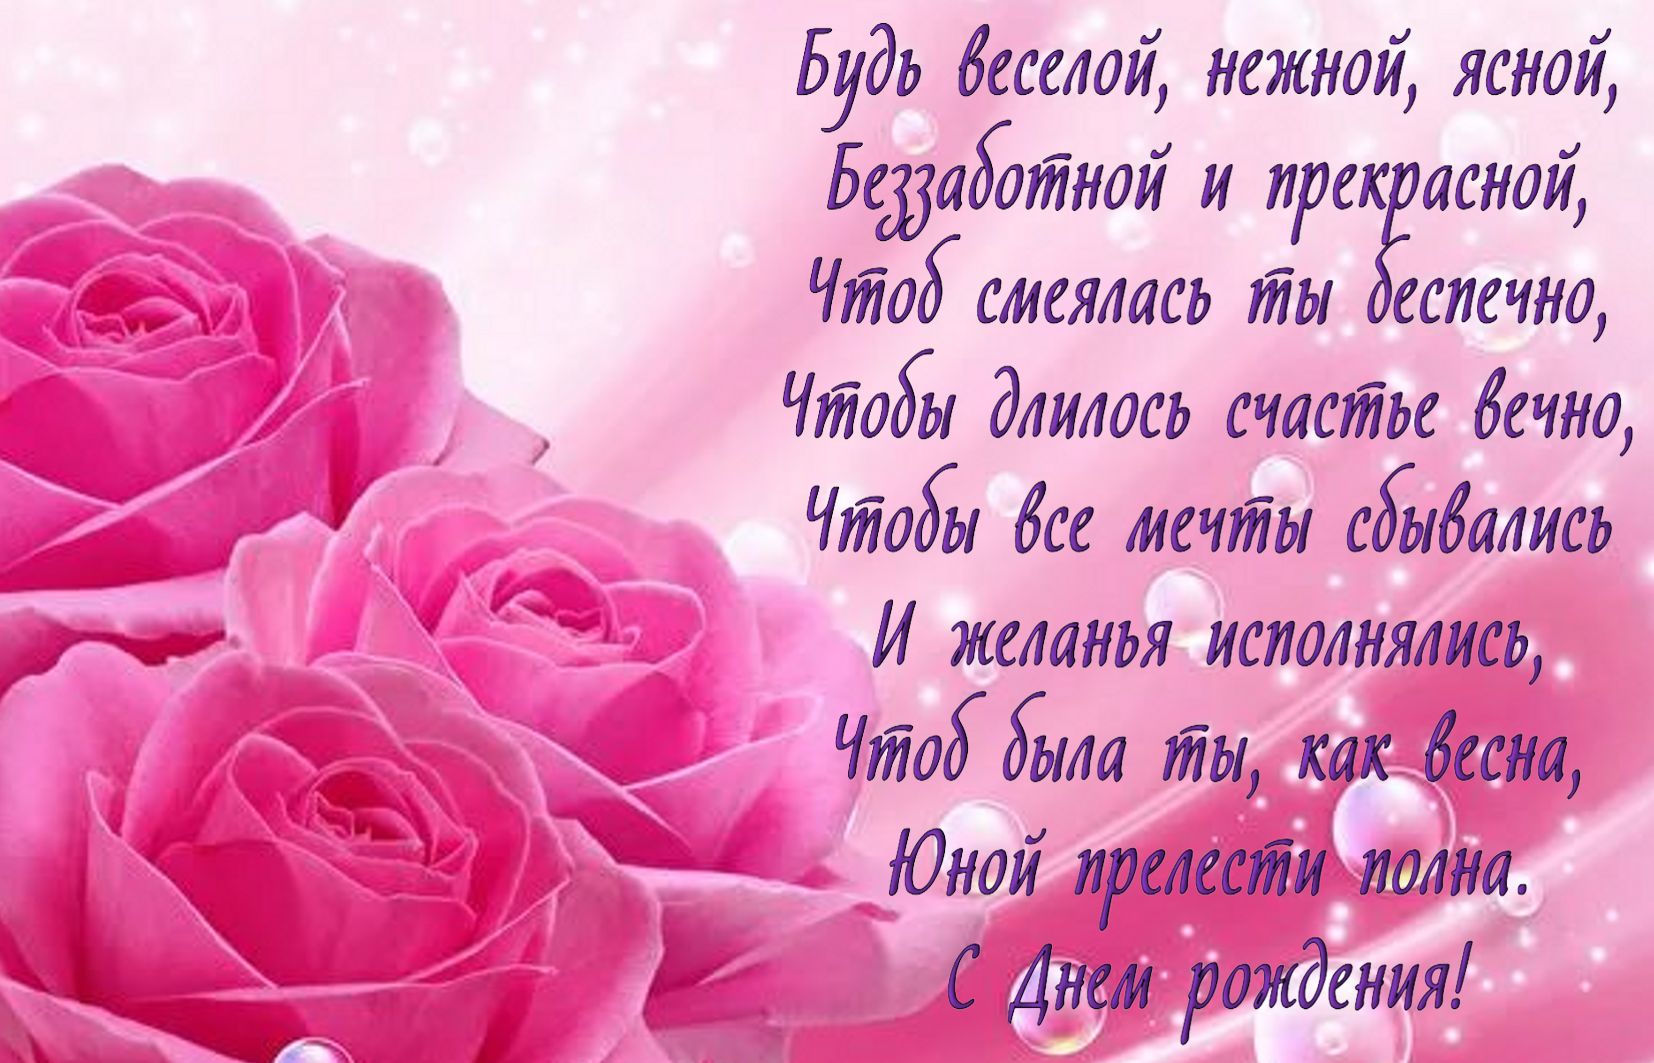 Будь веселой, нежной, ясной,
Беззаботной и прекрасной,
Чтоб смеялась ты беспечно,
Чтобы длилось счастье вечно,
Чтобы все мечты сбывались
И желанья исполнялись,
Чтоб была ты, как весна,
Юной прелести полна.
С Днем рождения!